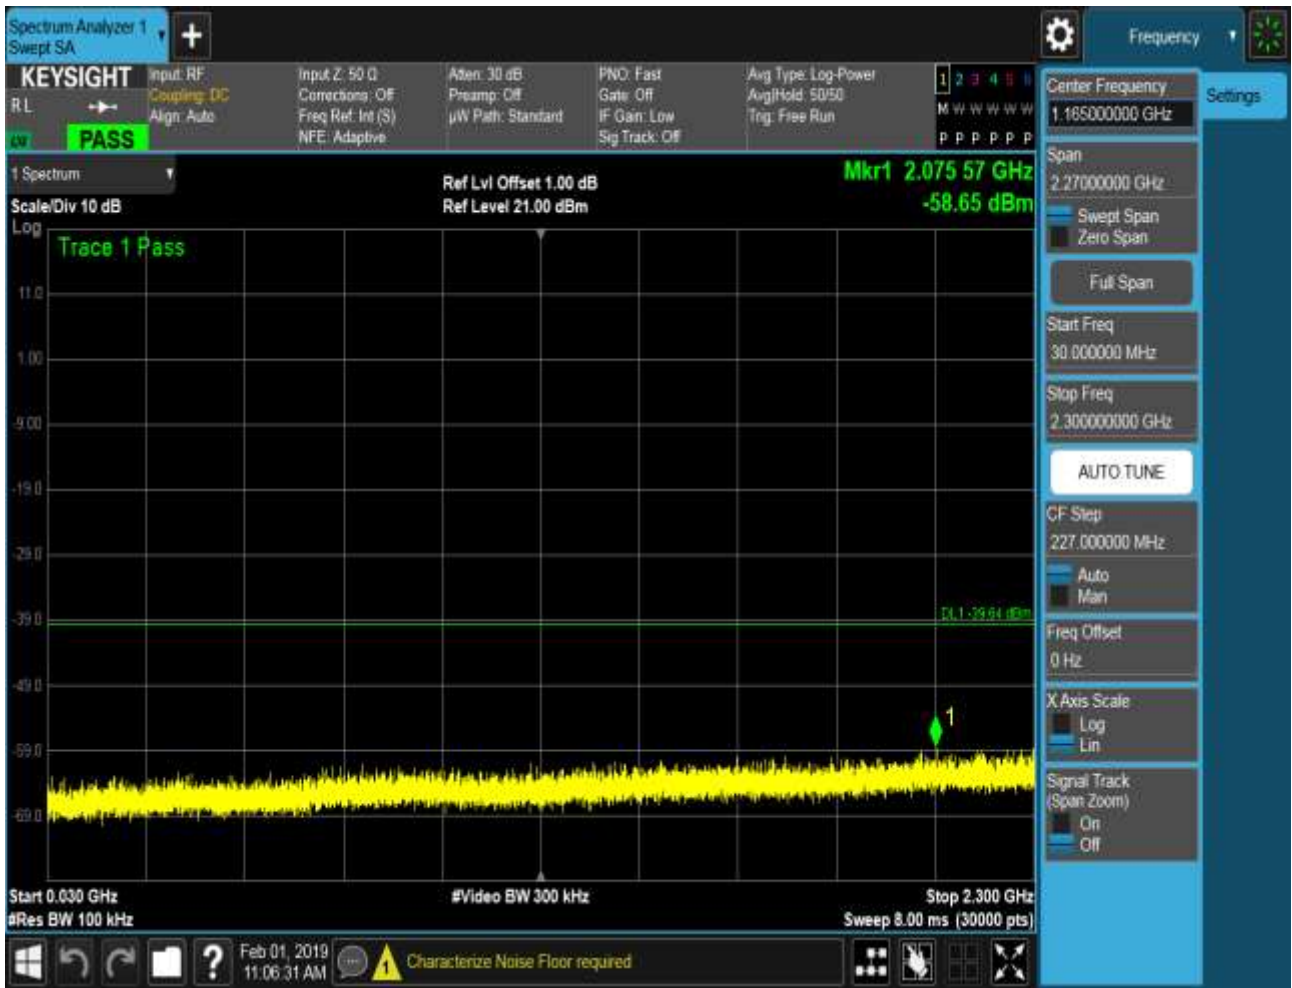 Spectrum Analyzer 1
Swept SA
Frequency
KEYSIGHT
R L
PASS
Input: RF
Coupling: DC
Align: Auto
Input Z: 50 Ω
Corrections: Off
Freq Ref: Int (S)
NFE: Adaptive
Atten: 30 dB
Preamp: Off
µW Path: Standard
PNO: Fast
Gate: Off
IF Gain: Low
Sig Track: Off
Avg Type: Log-Power
Avg|Hold: 50/50
Trig: Free Run
1 2 3 4 5 6
M W W W W W
P P P P P P
1 Spectrum
Scale/Div 10 dB
Log
Ref Lvl Offset 1.00 dB
Ref Level 21.00 dBm
Mkr1 2.075 57 GHz
-58.65 dBm
Trace 1 Pass
11.0
1.00
-9.00
-19.0
-29.0
-39.0
-49.0
-59.0
-69.0
DL1 -39.64 dBm
1
Start 0.030 GHz
#Res BW 100 kHz
#Video BW 300 kHz
Stop 2.300 GHz
Sweep 8.00 ms (30000 pts)
Center Frequency
1.165000000 GHz
Settings
Span
2.27000000 GHz
Swept Span
Zero Span
Full Span
Start Freq
30.000000 MHz
Stop Freq
2.300000000 GHz
AUTO TUNE
CF Step
227.000000 MHz
Auto
Man
Freq Offset
0 Hz
X Axis Scale
Log
Lin
Signal Track
(Span Zoom)
On
Off
?
Feb 01, 2019
11:06:31 AM
1
Characterize Noise Floor required